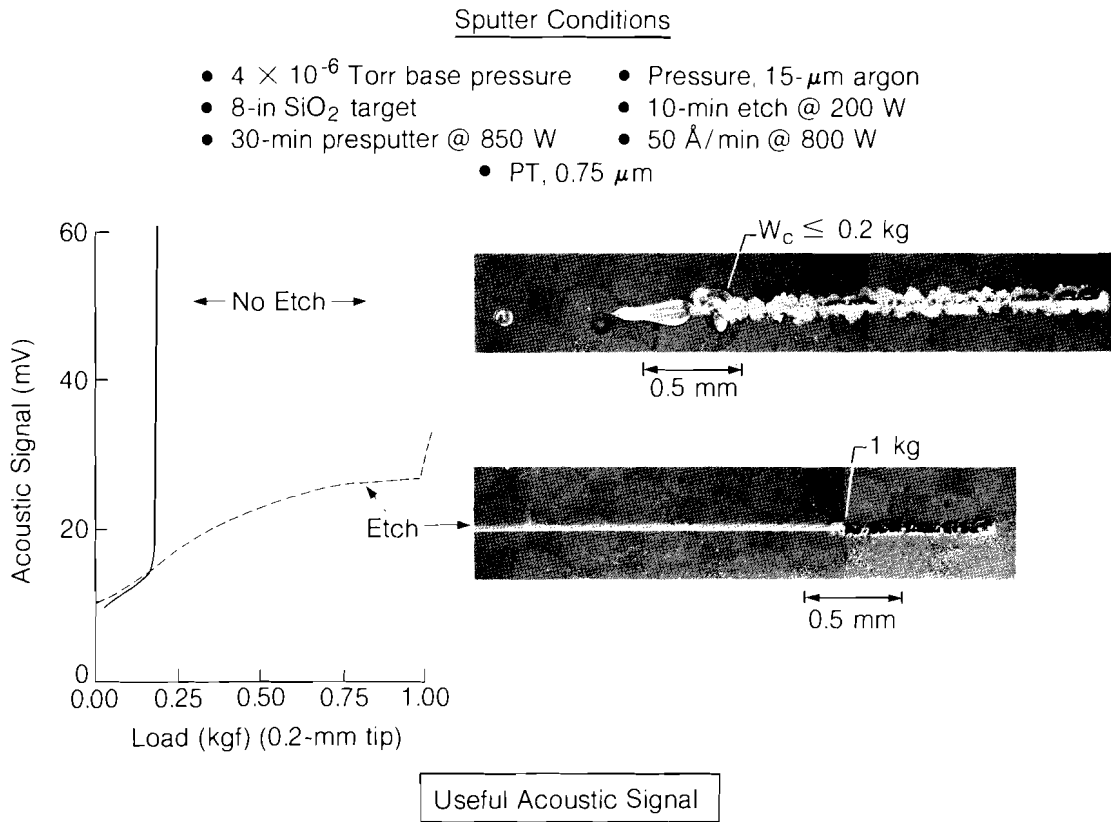 Sputter Conditions
• 4 × 10⁻⁶ Torr base pressure
• 8-in SiO₂ target
• 30-min presputter @ 850 W
• Pressure, 15-μm argon
• 10-min etch @ 200 W
• 50 Å/min @ 800 W
• PT, 0.75 μm
60
40
20
0
Acoustic Signal (mV)
No Etch
Etch
0.00 0.25 0.50 0.75 1.00
Load (kgf) (0.2-mm tip)
W꜀ ≦ 0.2 kg
0.5 mm
1 kg
0.5 mm
Useful Acoustic Signal